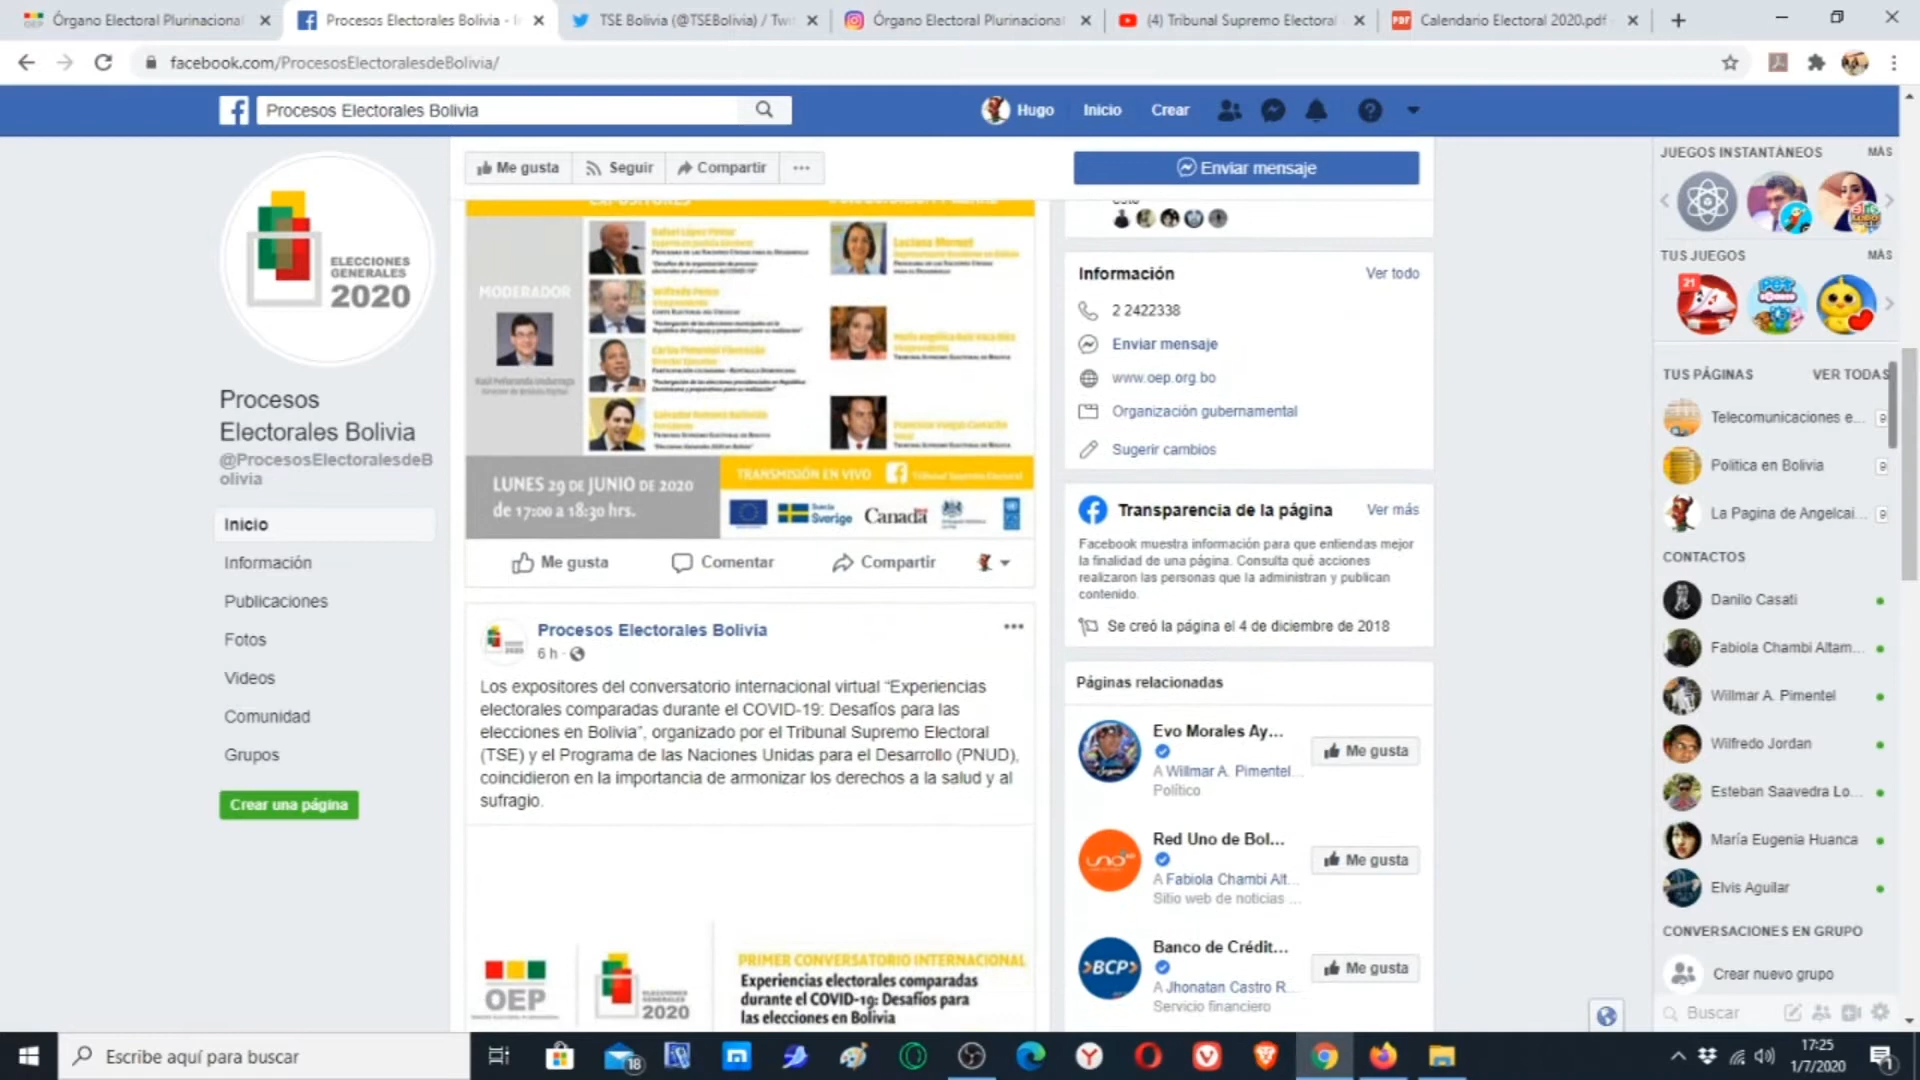 Órgano Electoral Plurinacional
Procesos Electorales Bolivia - In
TSE Bolivia (@TSEBolivia) / Twit
Órgano Electoral Plurinacional
(4) Tribunal Supremo Electoral
Calendario Electoral 2020.pdf
facebook.com/ProcesosElectoralesdeBolivia/
Procesos Electorales Bolivia
Hugo
Inicio
Crear
ELECCIONES
GENERALES
2020
Procesos
Electorales Bolivia
@ProcesosElectoralesdeB
olivia
Inicio
Información
Publicaciones
Fotos
Videos
Comunidad
Grupos
Crear una página
Me gusta
Seguir
Compartir
Enviar mensaje
MODERADOR
LUNES 29 DE JUNIO DE 2020
de 17:00 a 18:30 hrs.
TRANSMISIÓN EN VIVO
Tribunal Supremo Electoral
Sverige
Canada
Me gusta
Comentar
Compartir
Procesos Electorales Bolivia
6 h
Los expositores del conversatorio internacional virtual “Experiencias
electorales comparadas durante el COVID-19: Desafíos para las
elecciones en Bolivia”, organizado por el Tribunal Supremo Electoral
(TSE) y el Programa de las Naciones Unidas para el Desarrollo (PNUD),
coincidieron en la importancia de armonizar los derechos a la salud y al
sufragio.
OEP
ELECCIONES
GENERALES
2020
PRIMER CONVERSATORIO INTERNACIONAL
Experiencias electorales comparadas
durante el COVID-19: Desafíos para
las elecciones en Bolivia
Información
Ver todo
2 2422338
Enviar mensaje
www.oep.org.bo
Organización gubernamental
Sugerir cambios
Transparencia de la página
Ver más
Facebook muestra información para que entiendas mejor
la finalidad de una página. Consulta qué acciones
realizaron las personas que la administran y publican
contenido.
Se creó la página el 4 de diciembre de 2018
Páginas relacionadas
Evo Morales Ay...
A Willmar A. Pimentel...
Político
Me gusta
Red Uno de Bol...
A Fabiola Chambi Alt...
Sitio web de noticias ...
Me gusta
BCP
Banco de Crédit...
A Jhonatan Castro R...
Servicio financiero
Me gusta
JUEGOS INSTANTÁNEOS
MÁS
TUS JUEGOS
MÁS
21
TUS PÁGINAS
VER TODAS
Telecomunicaciones e...
Politica en Bolivia
La Pagina de Angelcai...
CONTACTOS
Danilo Casati
Fabiola Chambi Altam...
Willmar A. Pimentel
Wilfredo Jordan
Esteban Saavedra Lo...
María Eugenia Huanca
Elvis Aguilar
CONVERSACIONES EN GRUPO
Crear nuevo grupo
Buscar
Escribe aquí para buscar
18
17:25
1/7/2020
1